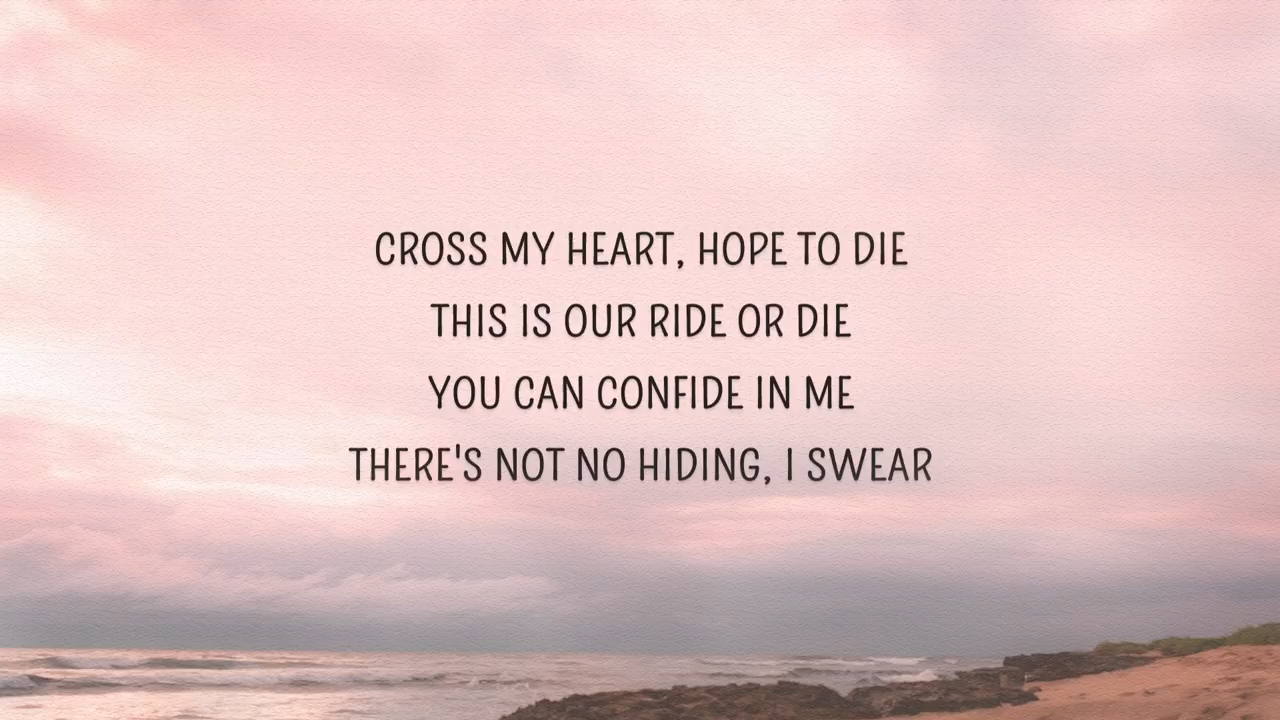 CROSS MY HEART, HOPE TO DIE
THIS IS OUR RIDE OR DIE
YOU CAN CONFIDE IN ME
THERE'S NOT NO HIDING, I SWEAR